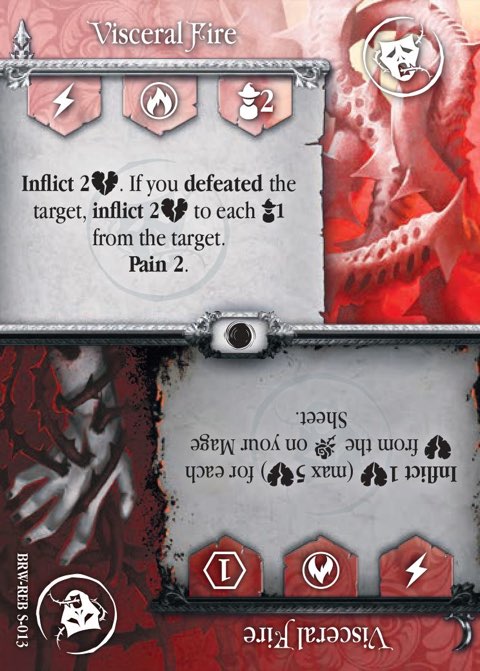 Visceral Fire
2
Inflict 2. If you defeated the
target, inflict 2 to each 1
from the target.
Pain 2.
Visceral Fire
1
Inflict 1 (max 5) for each
from the on your Mage
Sheet.
BRW-REB S-013